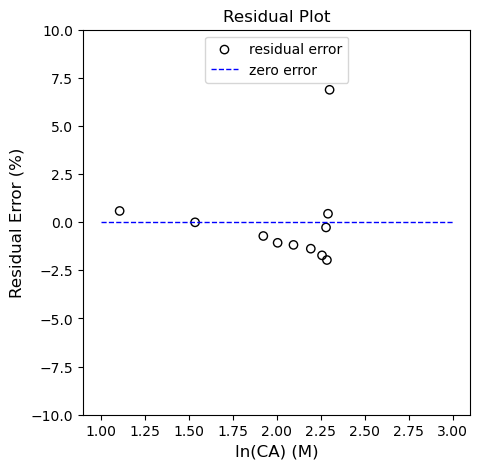 Residual Plot
residual error
zero error
10.0
7.5
5.0
2.5
0.0
−2.5
−5.0
−7.5
−10.0
Residual Error (%)
1.00 1.25 1.50 1.75 2.00 2.25 2.50 2.75 3.00
ln(CA) (M)